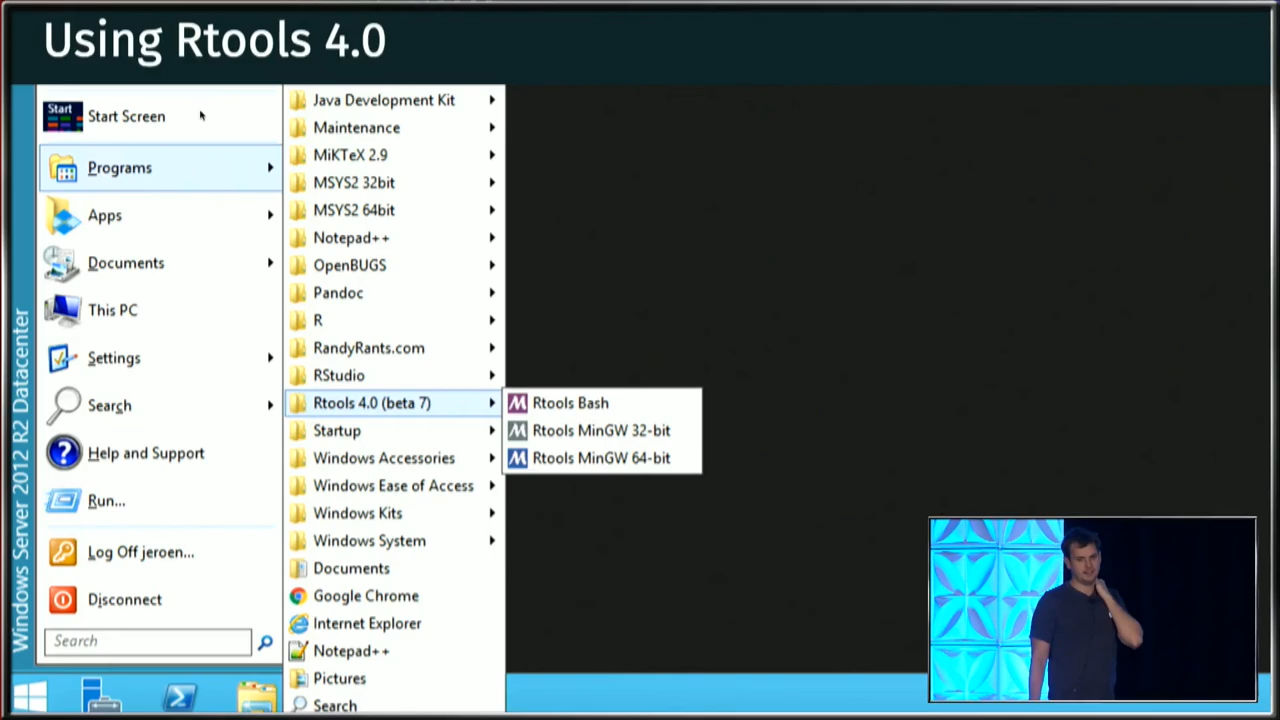 Using Rtools 4.0
Start
Start Screen
Programs
Apps
Documents
This PC
Settings
Search
Help and Support
Run...
Log Off jeroen...
Disconnect
Search
Windows Server 2012 R2 Datacenter
Java Development Kit
Maintenance
MiKTeX 2.9
MSYS2 32bit
MSYS2 64bit
Notepad++
OpenBUGS
Pandoc
R
RandyRants.com
RStudio
Rtools 4.0 (beta 7)
Startup
Windows Accessories
Windows Ease of Access
Windows Kits
Windows System
Documents
Google Chrome
Internet Explorer
Notepad++
Pictures
Search
Rtools Bash
Rtools MinGW 32-bit
Rtools MinGW 64-bit